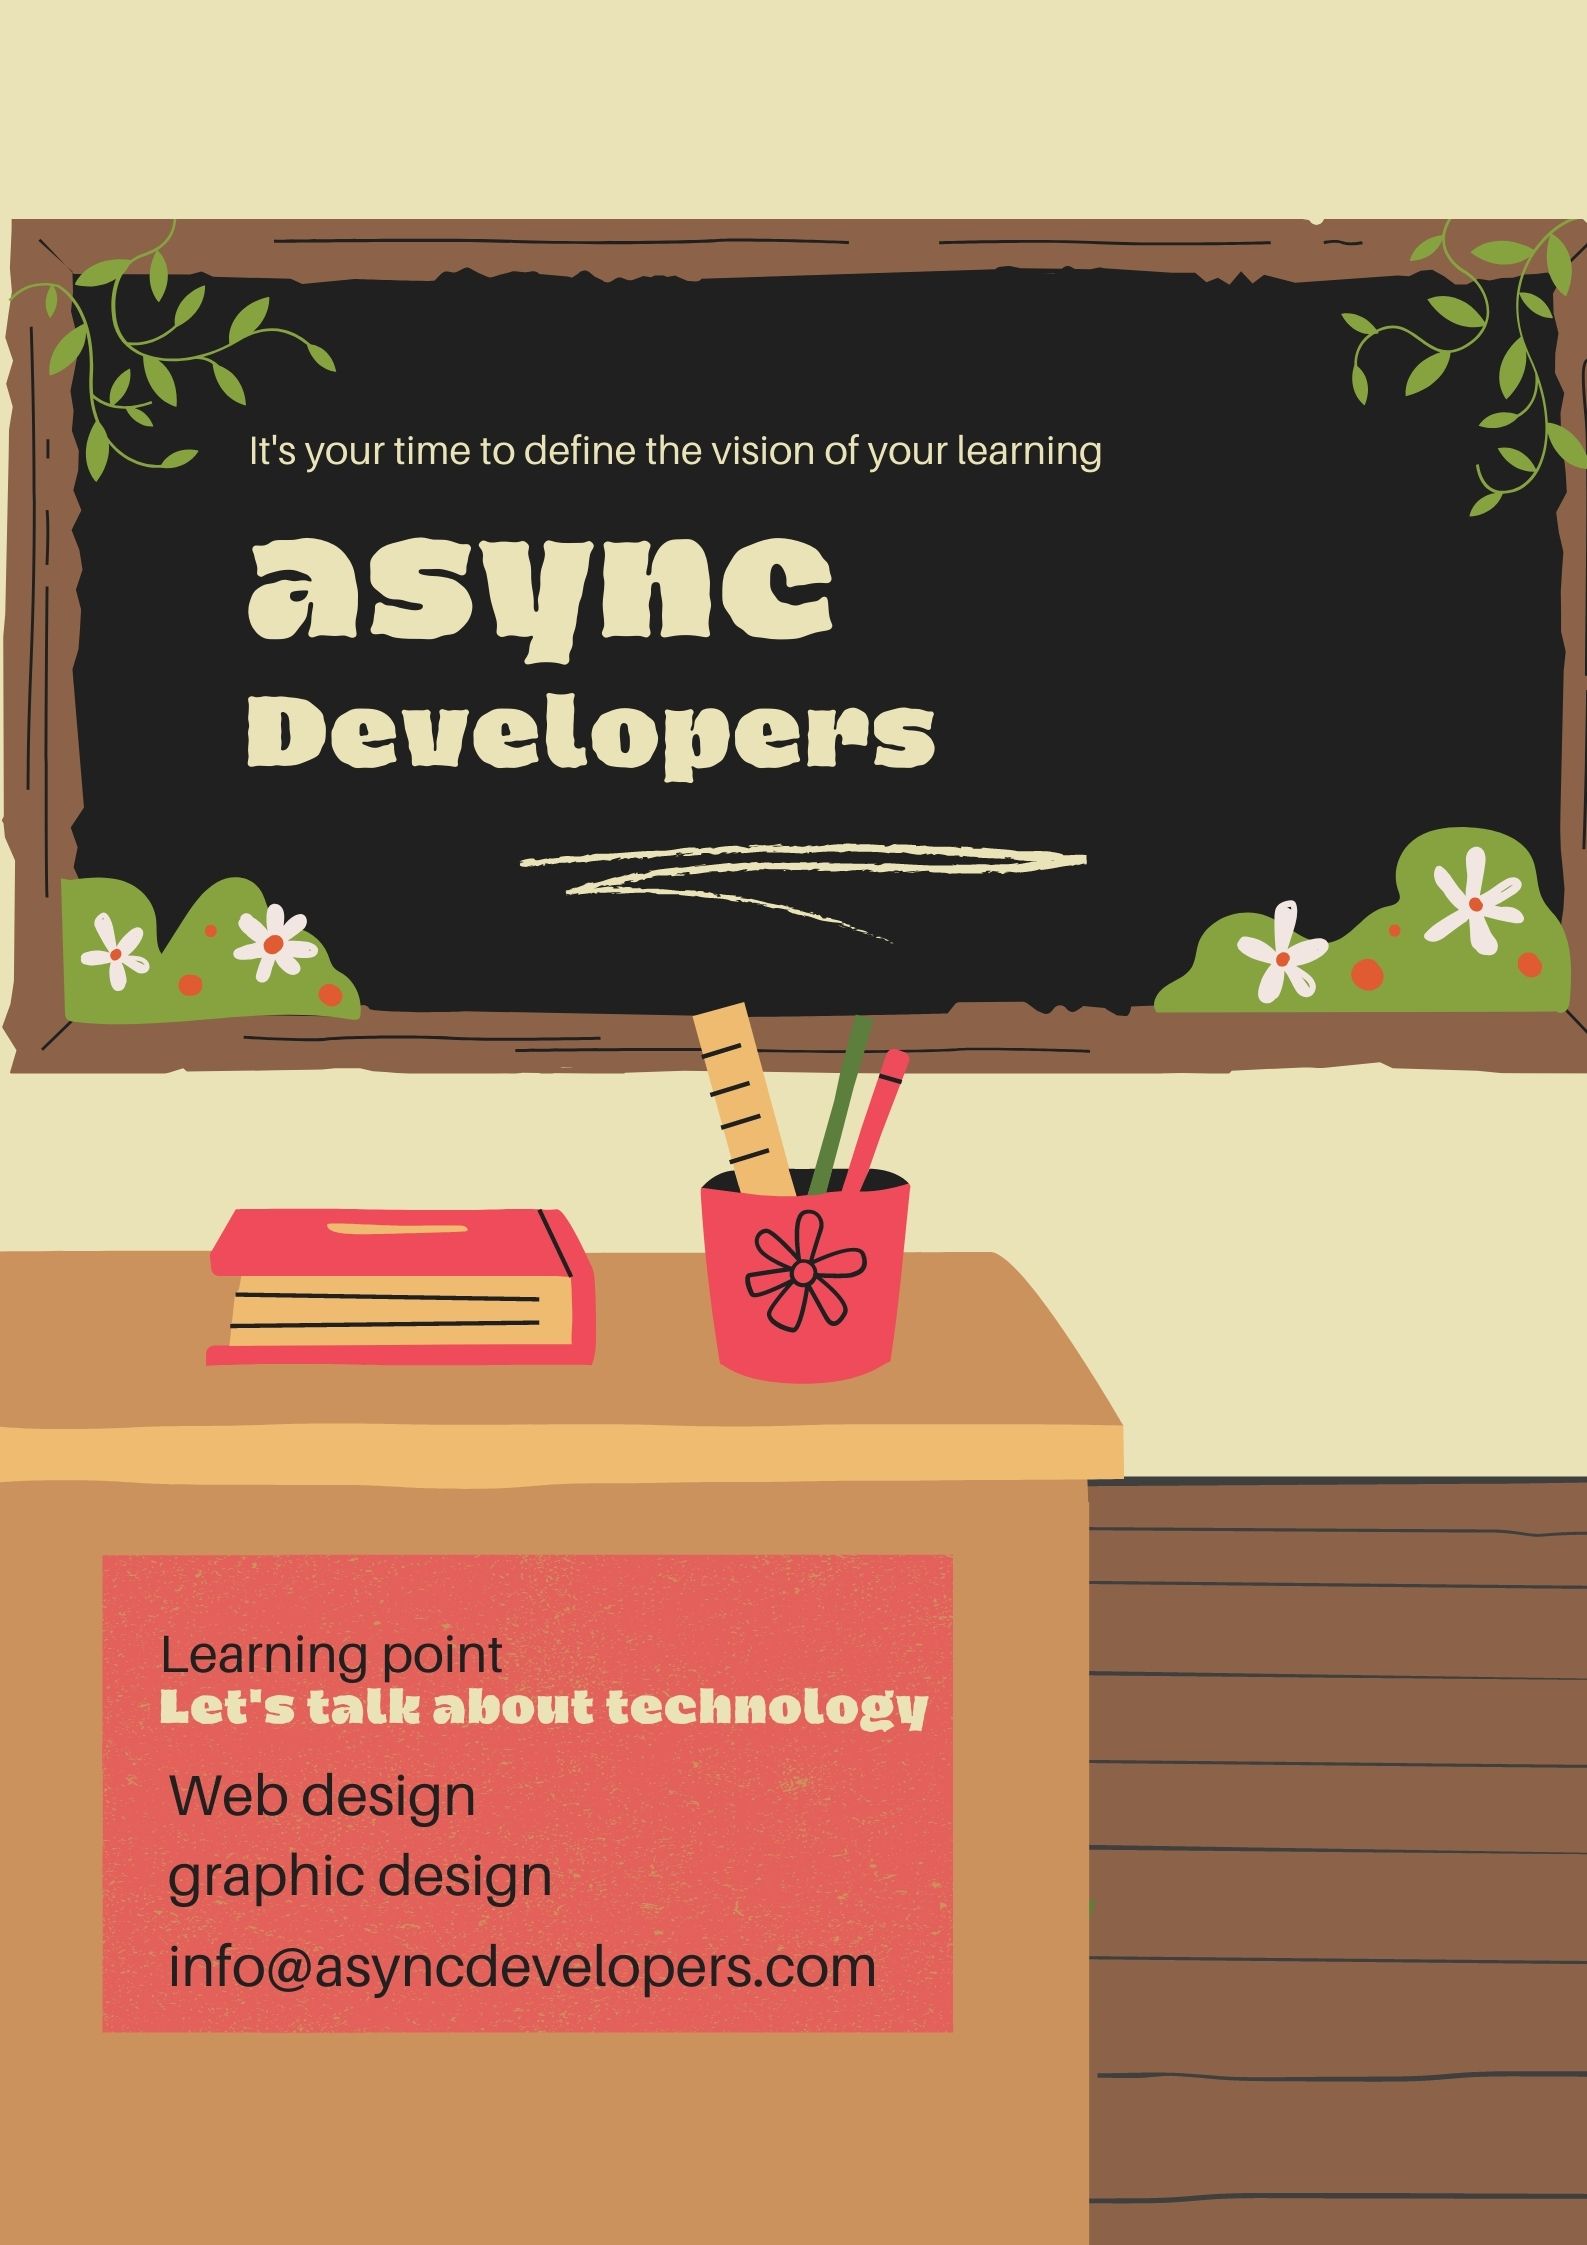 It's your time to define the vision of your learning
async
Developers
Learning point
Let's talk about technology
Web design
graphic design
info@asyncdevelopers.com